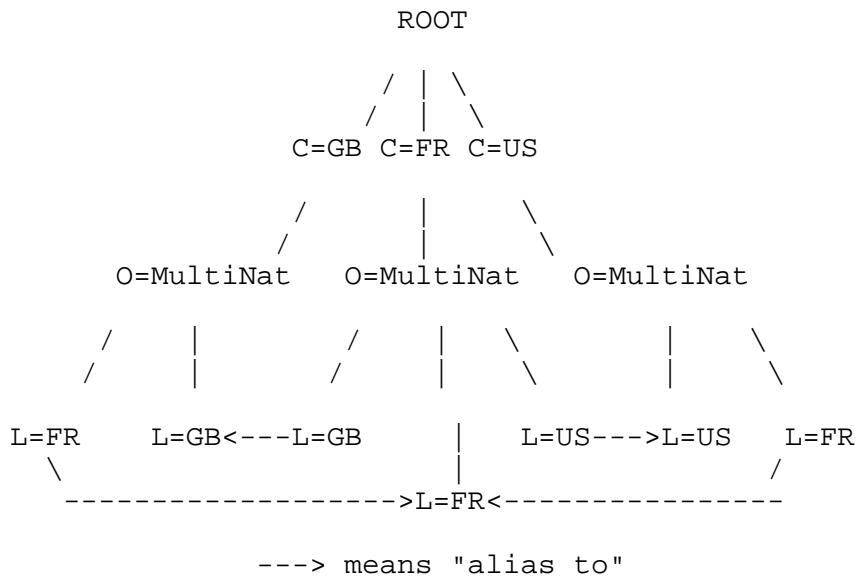 ROOT
C=GB C=FR C=US
O=MultiNat O=MultiNat O=MultiNat
L=FR L=GB<---L=GB L=US--->L=US L=FR
------------------->L=FR<----------------
---> means "alias to"